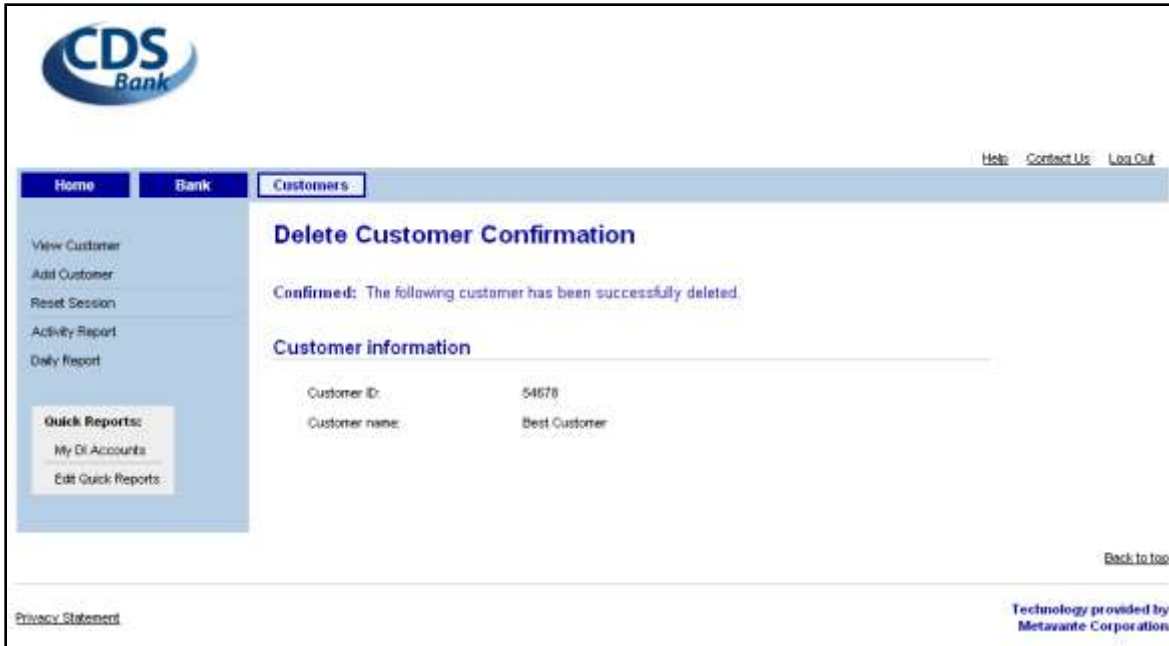 CDS
Bank
Help Contact Us Log Out
Home Bank Customers
Delete Customer Confirmation
View Customer
Add Customer
Confirmed: The following customer has been successfully deleted.
Reset Session
Activity Report
Customer information
Daily Report
Customer ID: 54678
Quick Reports:
Customer name: Best Customer
My DI Accounts
Edit Quick Reports
Back to top
Privacy Statement
Technology provided by
Metavante Corporation